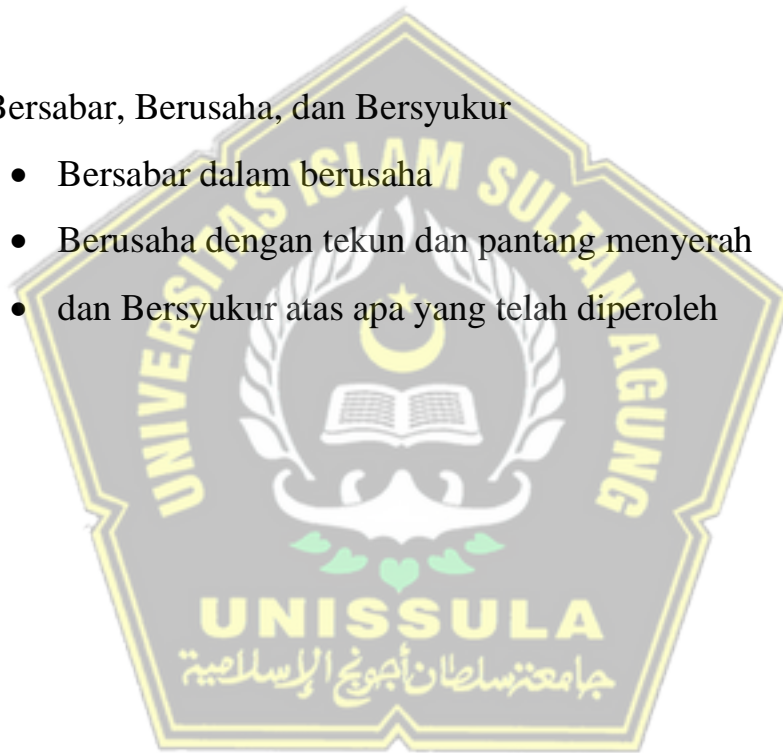 Bersabar, Berusaha, dan Bersyukur
• Bersabar dalam berusaha
• Berusaha dengan tekun dan pantang menyerah
• dan Bersyukur atas apa yang telah diperoleh
UNIVERSITAS ISLAM SULTAN AGUNG
UNISSULA
جامعة سلطان أجونج الإسلامية